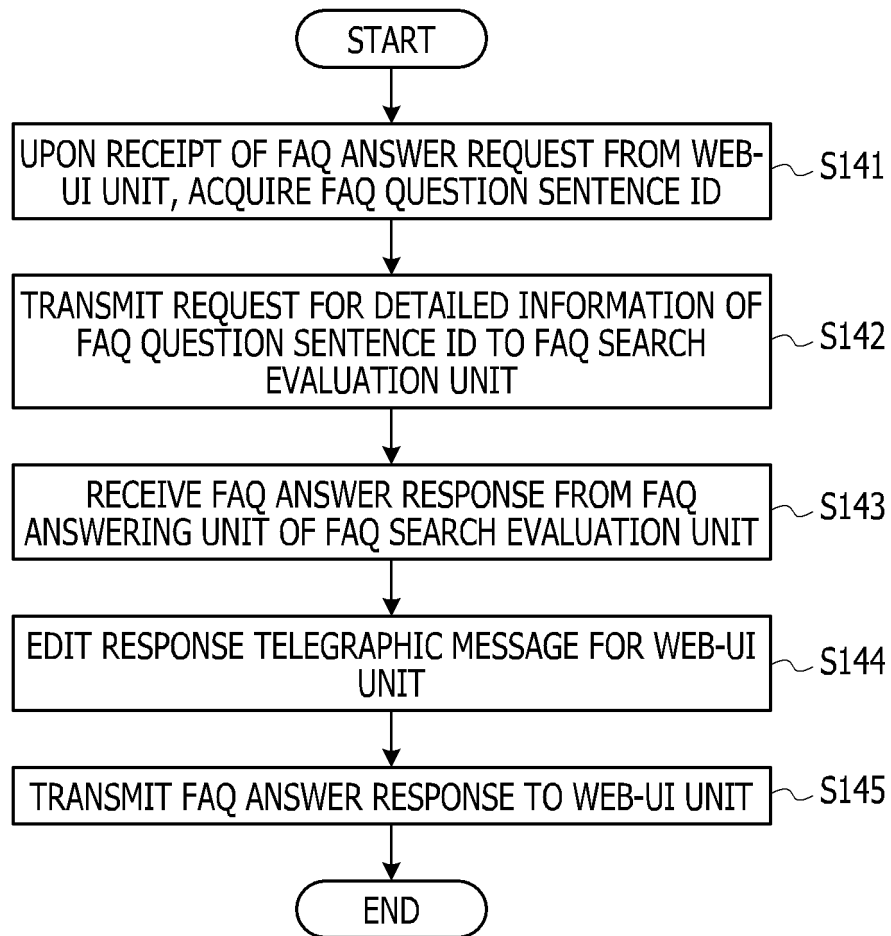 START
UPON RECEIPT OF FAQ ANSWER REQUEST FROM WEB-
UI UNIT, ACQUIRE FAQ QUESTION SENTENCE ID
S141
TRANSMIT REQUEST FOR DETAILED INFORMATION OF
FAQ QUESTION SENTENCE ID TO FAQ SEARCH
EVALUATION UNIT
S142
RECEIVE FAQ ANSWER RESPONSE FROM FAQ
ANSWERING UNIT OF FAQ SEARCH EVALUATION UNIT
S143
EDIT RESPONSE TELEGRAPHIC MESSAGE FOR WEB-UI
UNIT
S144
TRANSMIT FAQ ANSWER RESPONSE TO WEB-UI UNIT
S145
END